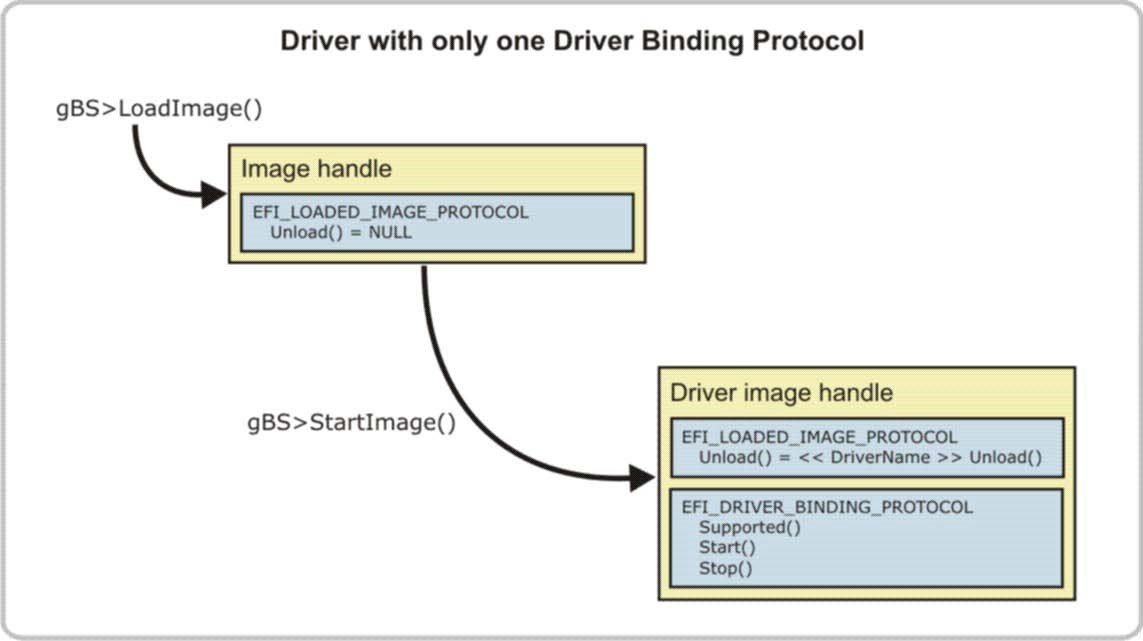 Driver with only one Driver Binding Protocol
gBS>LoadImage()
Image handle
EFI_LOADED_IMAGE_PROTOCOL
Unload() = NULL
gBS>StartImage()
Driver image handle
EFI_LOADED_IMAGE_PROTOCOL
Unload() = << DriverName >> Unload()
EFI_DRIVER_BINDING_PROTOCOL
Supported()
Start()
Stop()